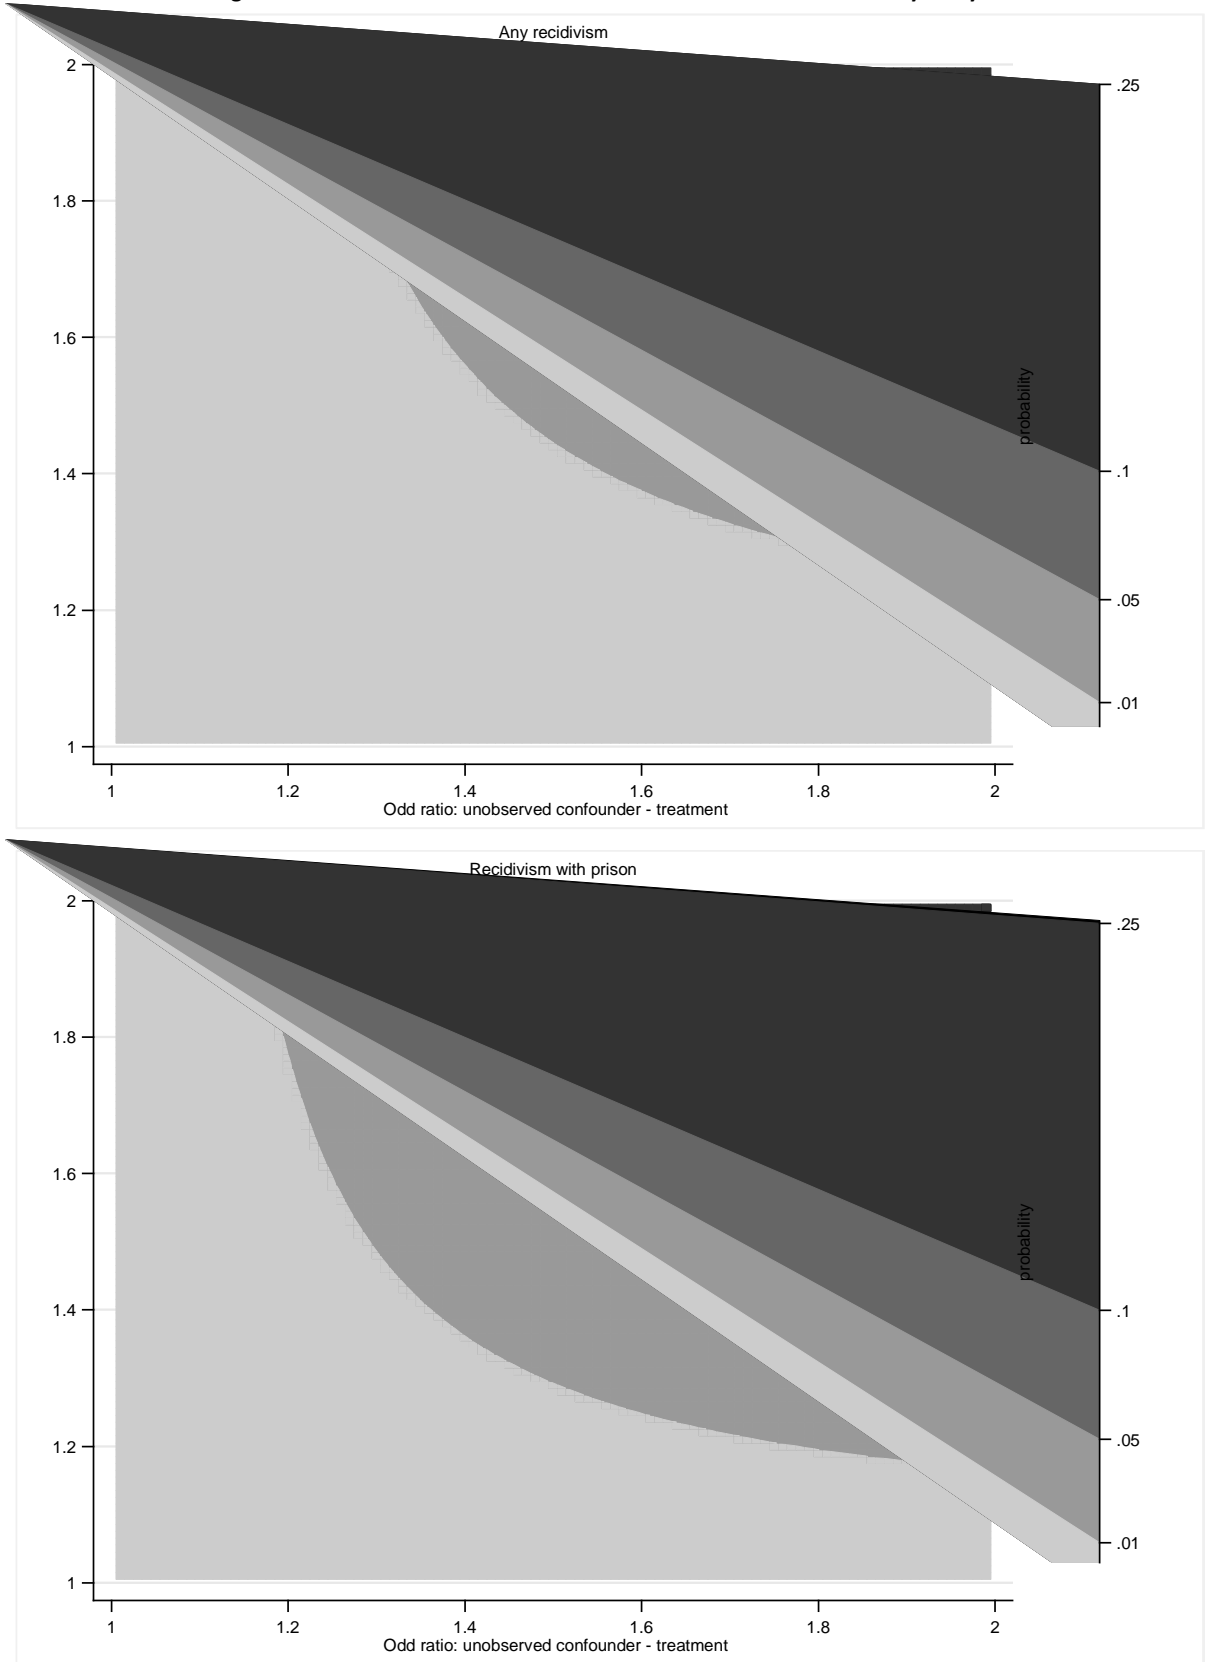 Any recidivism
2
1.8
1.6
1.4
1.2
1
.25
.1
.05
.01
probability
1 1.2 1.4 1.6 1.8 2
Odd ratio: unobserved confounder - treatment
Recidivism with prison
2
1.8
1.6
1.4
1.2
1
.25
.1
.05
.01
probability
1 1.2 1.4 1.6 1.8 2
Odd ratio: unobserved confounder - treatment